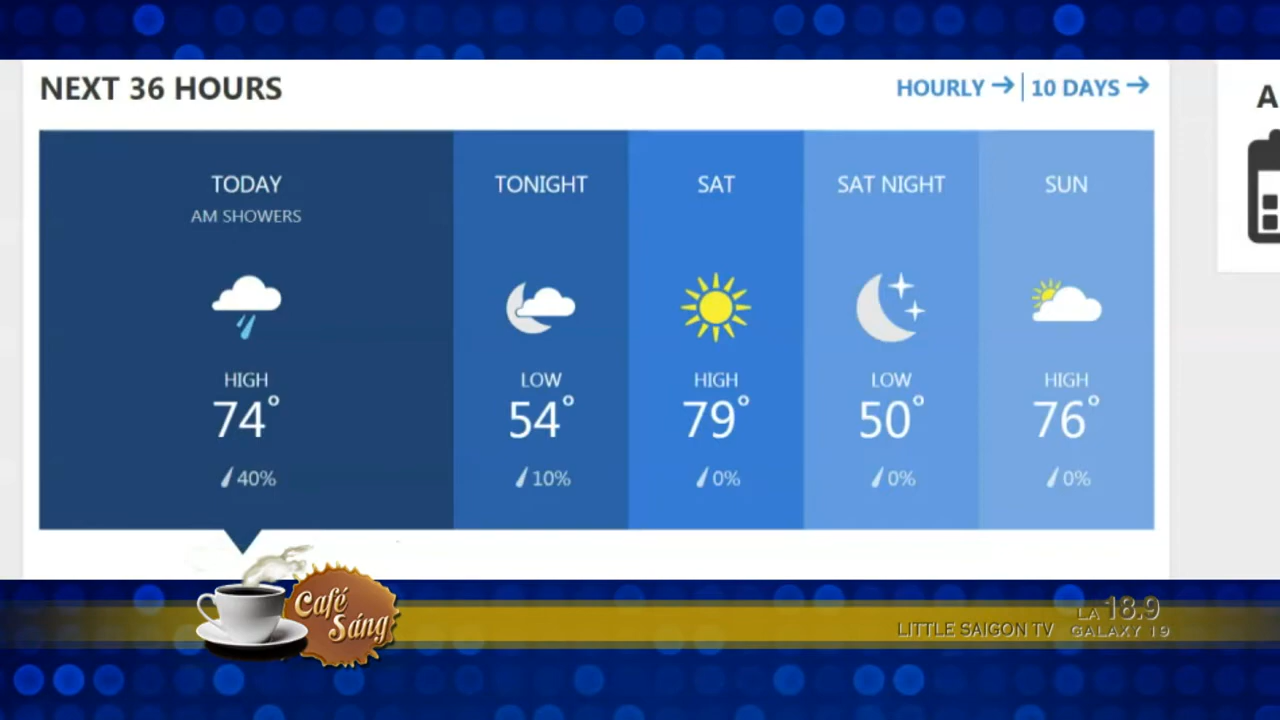 NEXT 36 HOURS
HOURLY → | 10 DAYS →
A
TODAY
AM SHOWERS
HIGH
74°
40%
TONIGHT
LOW
54°
10%
SAT
HIGH
79°
0%
SAT NIGHT
LOW
50°
0%
SUN
HIGH
76°
0%
Café
Sáng
LITTLE SAIGON TV
LA 18.9
GALAXY 19